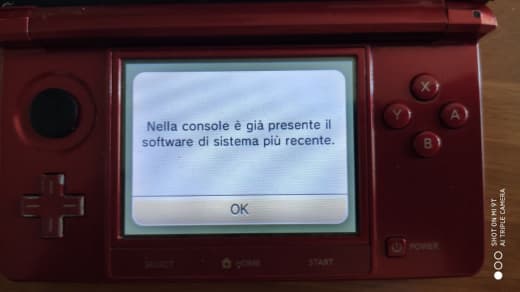 Nella console è già presente il
software di sistema più recente.
OK
X
Y
A
B
SELECT
HOME
START
POWER
SHOT ON MI 9T
AI TRIPLE CAMERA